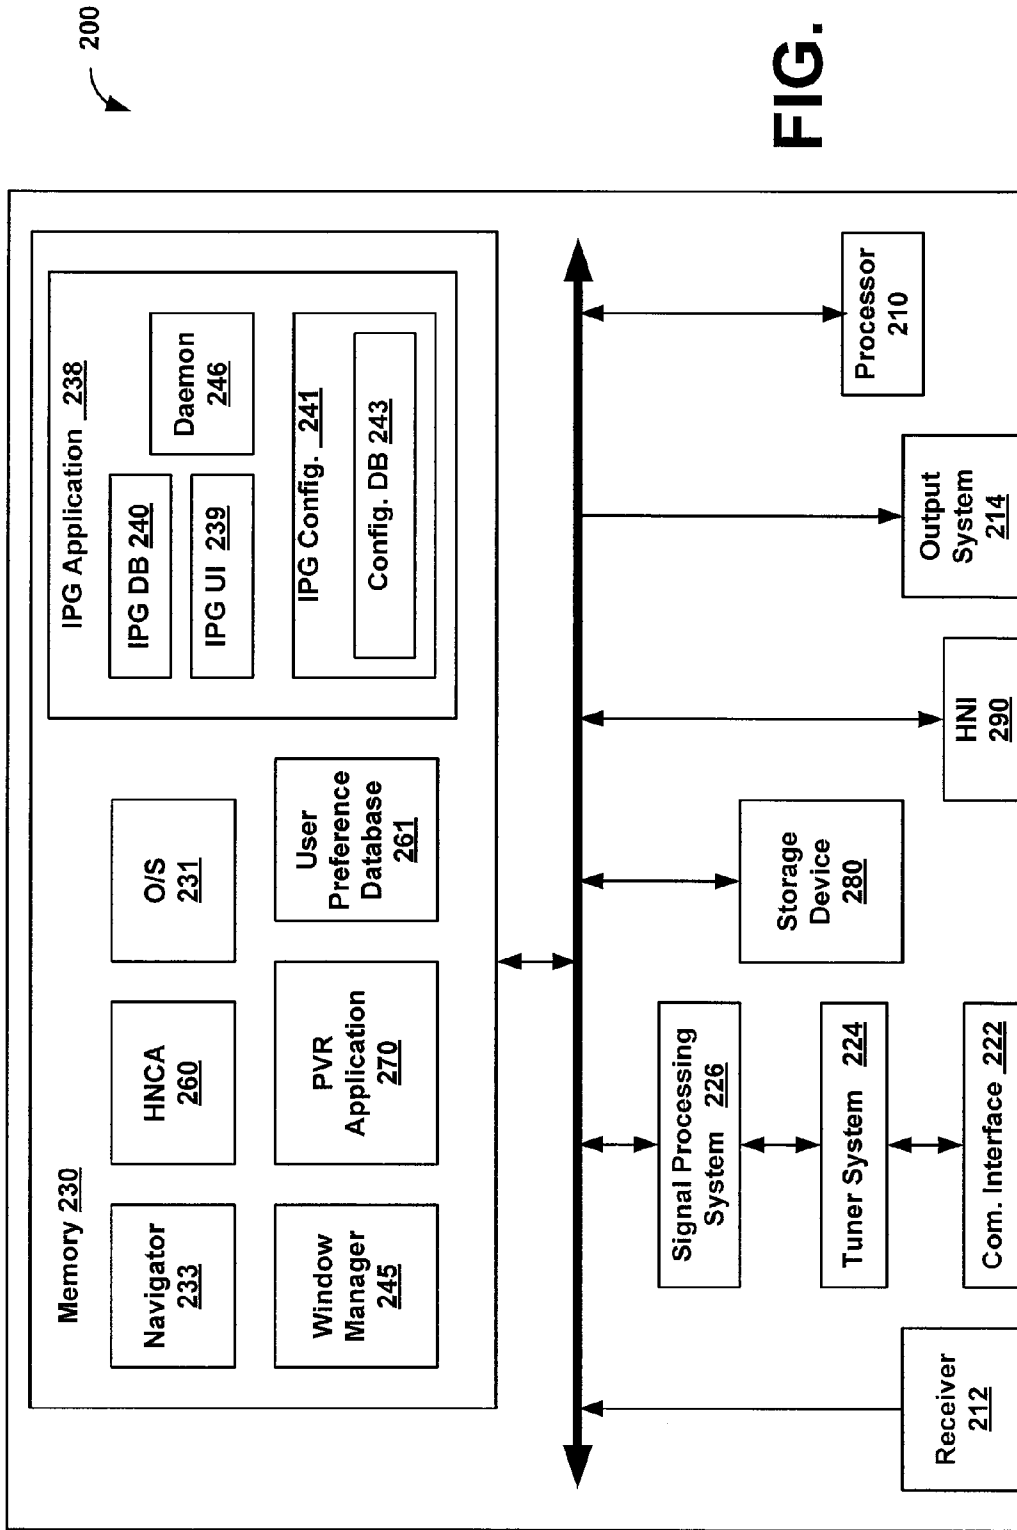 200
Memory 230
Navigator
233
HNCA
260
O/S
231
Window
Manager
245
PVR
Application
270
User
Preference
Database
261
IPG Application 238
IPG DB 240
IPG UI 239
Daemon
246
IPG Config. 241
Config. DB 243
Receiver
212
Signal Processing
System 226
Tuner System 224
Com. Interface 222
Storage
Device
280
HNI
290
Output
System
214
Processor
210
FIG.